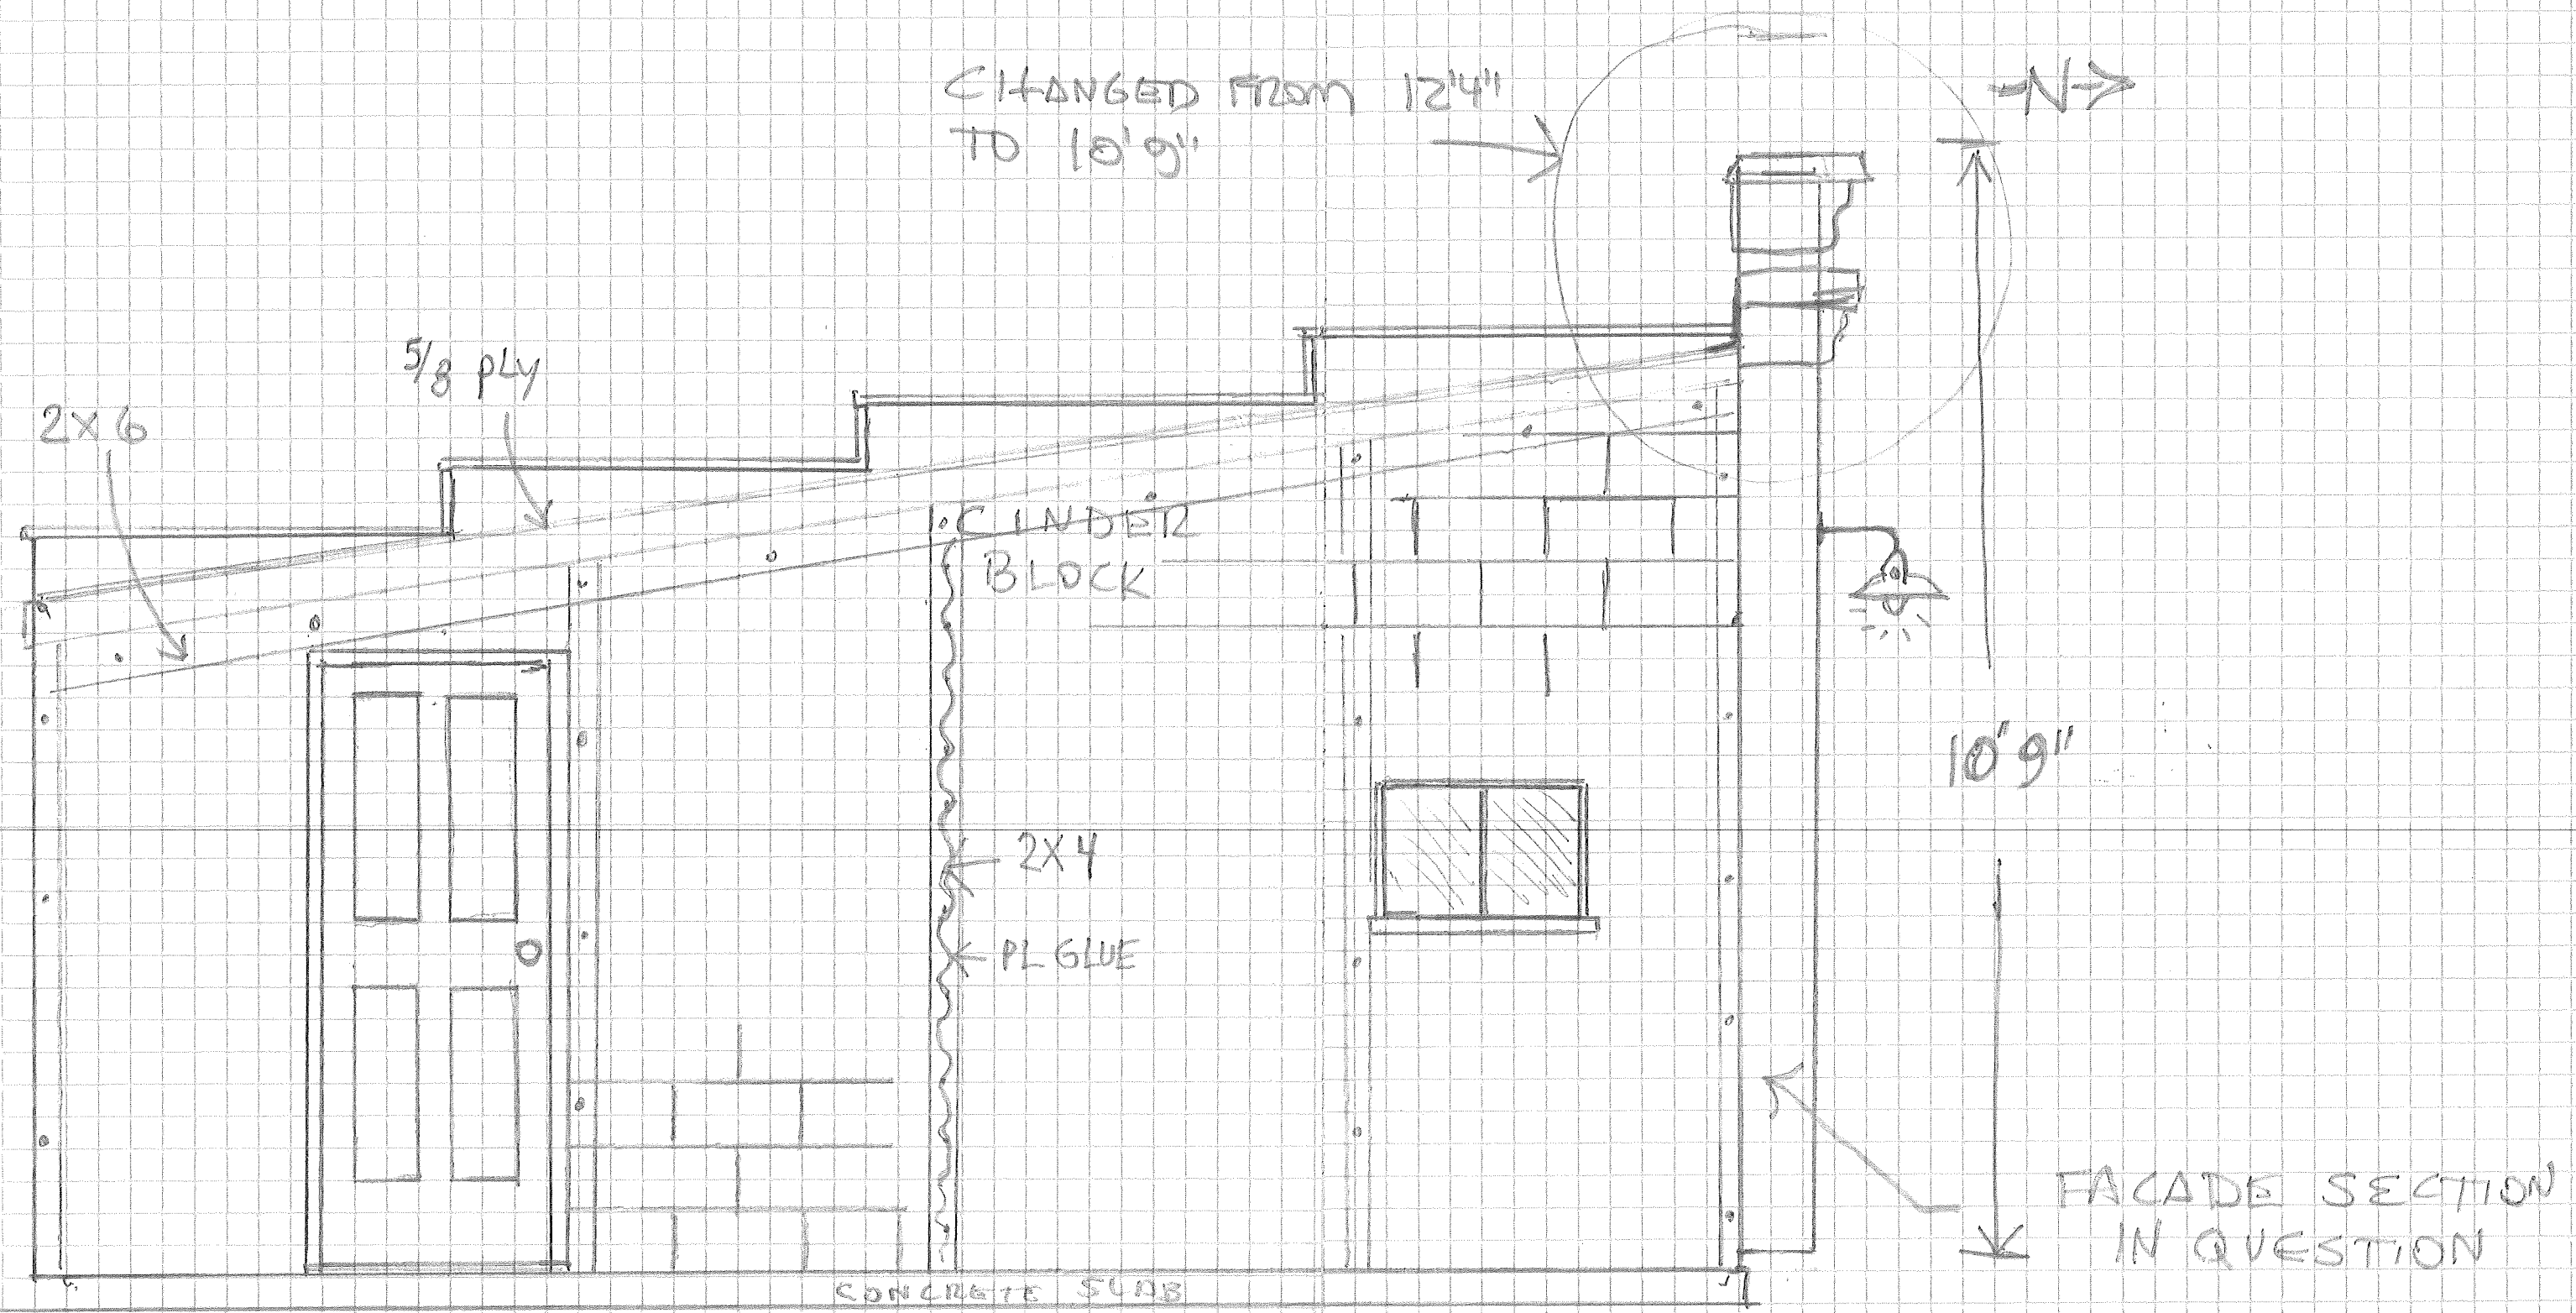 CHANGED FROM 12'4"
TO 10'9"
N
5/8 PLY
2X6
CINDER
BLOCK
10'9"
2X4
PL GLUE
FACADE SECTION
IN QUESTION
CONCRETE SLAB